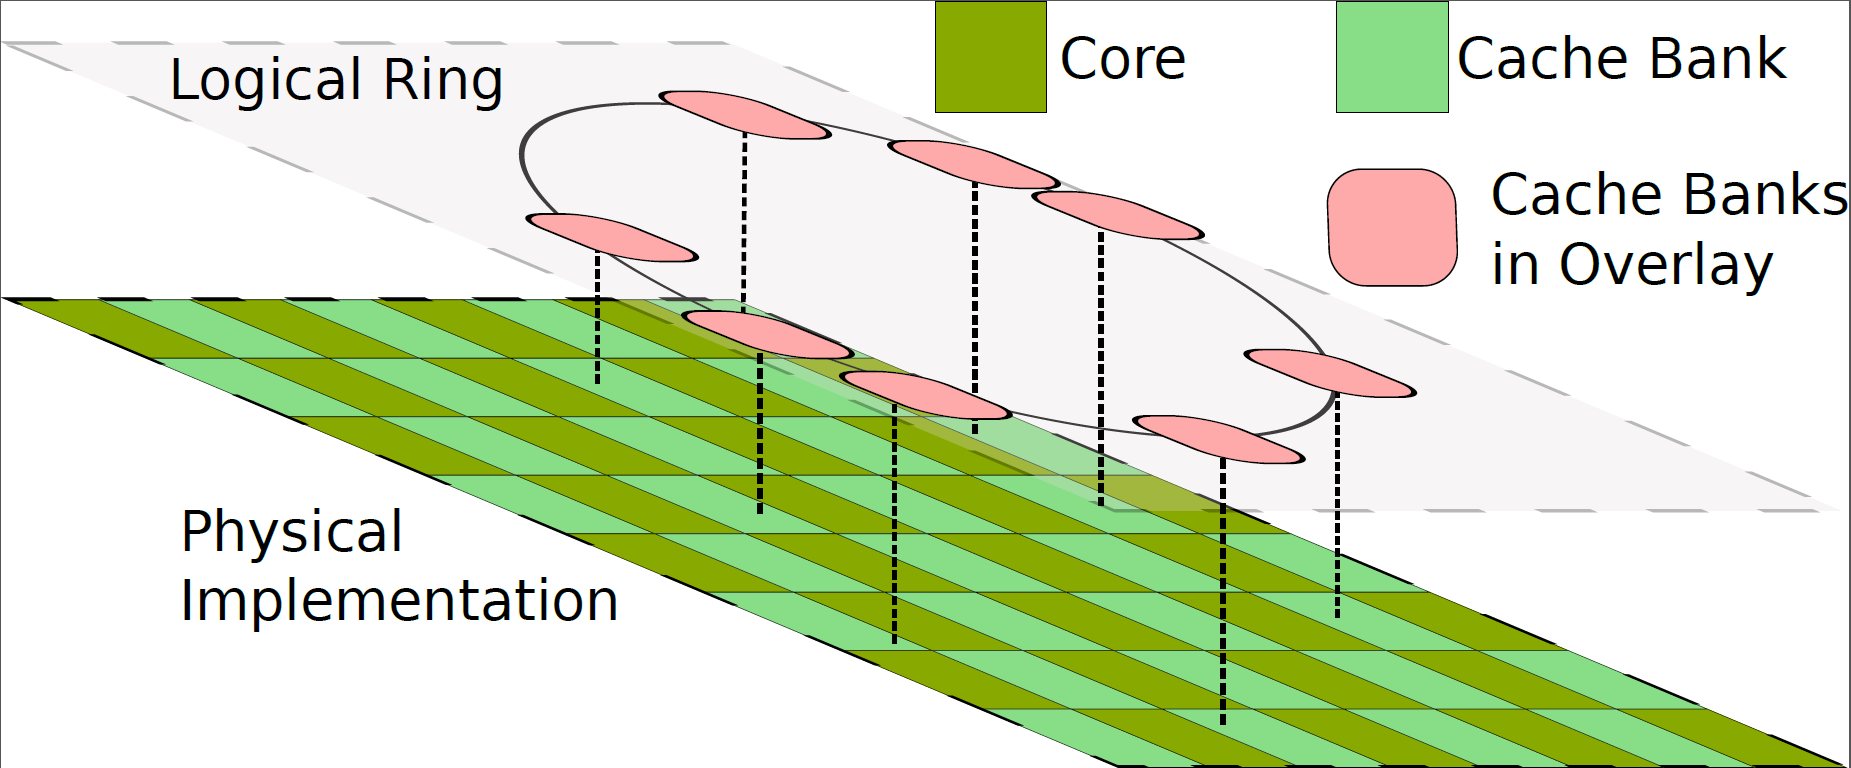 Logical Ring
Core
Cache Bank
Cache Banks
in Overlay
Physical
Implementation